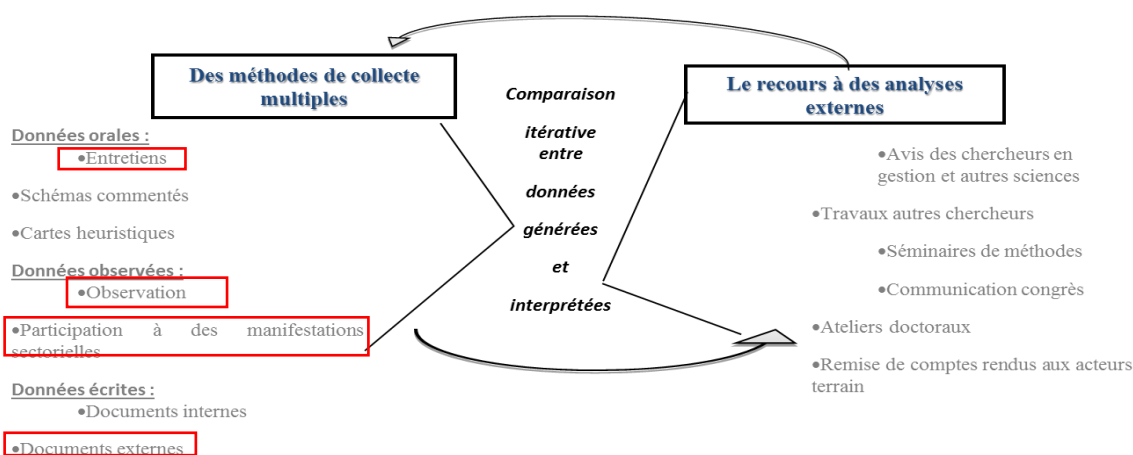 Des méthodes de collecte
multiples
Données orales :
•Entretiens
•Schémas commentés
•Cartes heuristiques
Données observées :
•Observation
•Participation à des manifestations
sectorielles
Données écrites :
•Documents internes
•Documents externes
Comparaison
itérative
entre
données
générées
et
interprétées
Le recours à des analyses
externes
•Avis des chercheurs en
gestion et autres sciences
•Travaux autres chercheurs
•Séminaires de méthodes
•Communication congrès
•Ateliers doctoraux
•Remise de comptes rendus aux acteurs
terrain